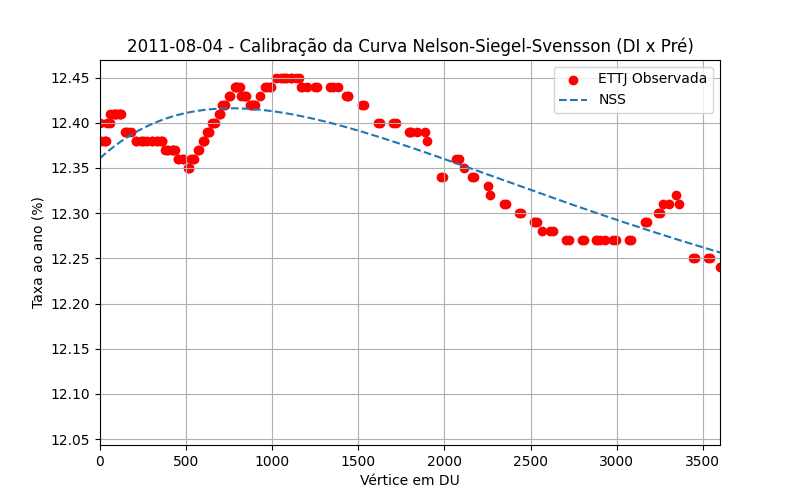 2011-08-04 - Calibração da Curva Nelson-Siegel-Svensson (DI x Pré)
ETTJ Observada
NSS
Taxa ao ano (%)
12.45
12.40
12.35
12.30
12.25
12.20
12.15
12.10
12.05
0 500 1000 1500 2000 2500 3000 3500
Vértice em DU